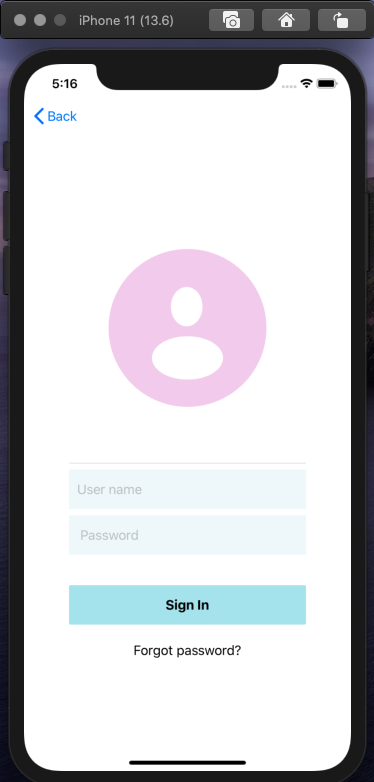 iPhone 11 (13.6)
5:16
Back
User name
Password
Sign In
Forgot password?